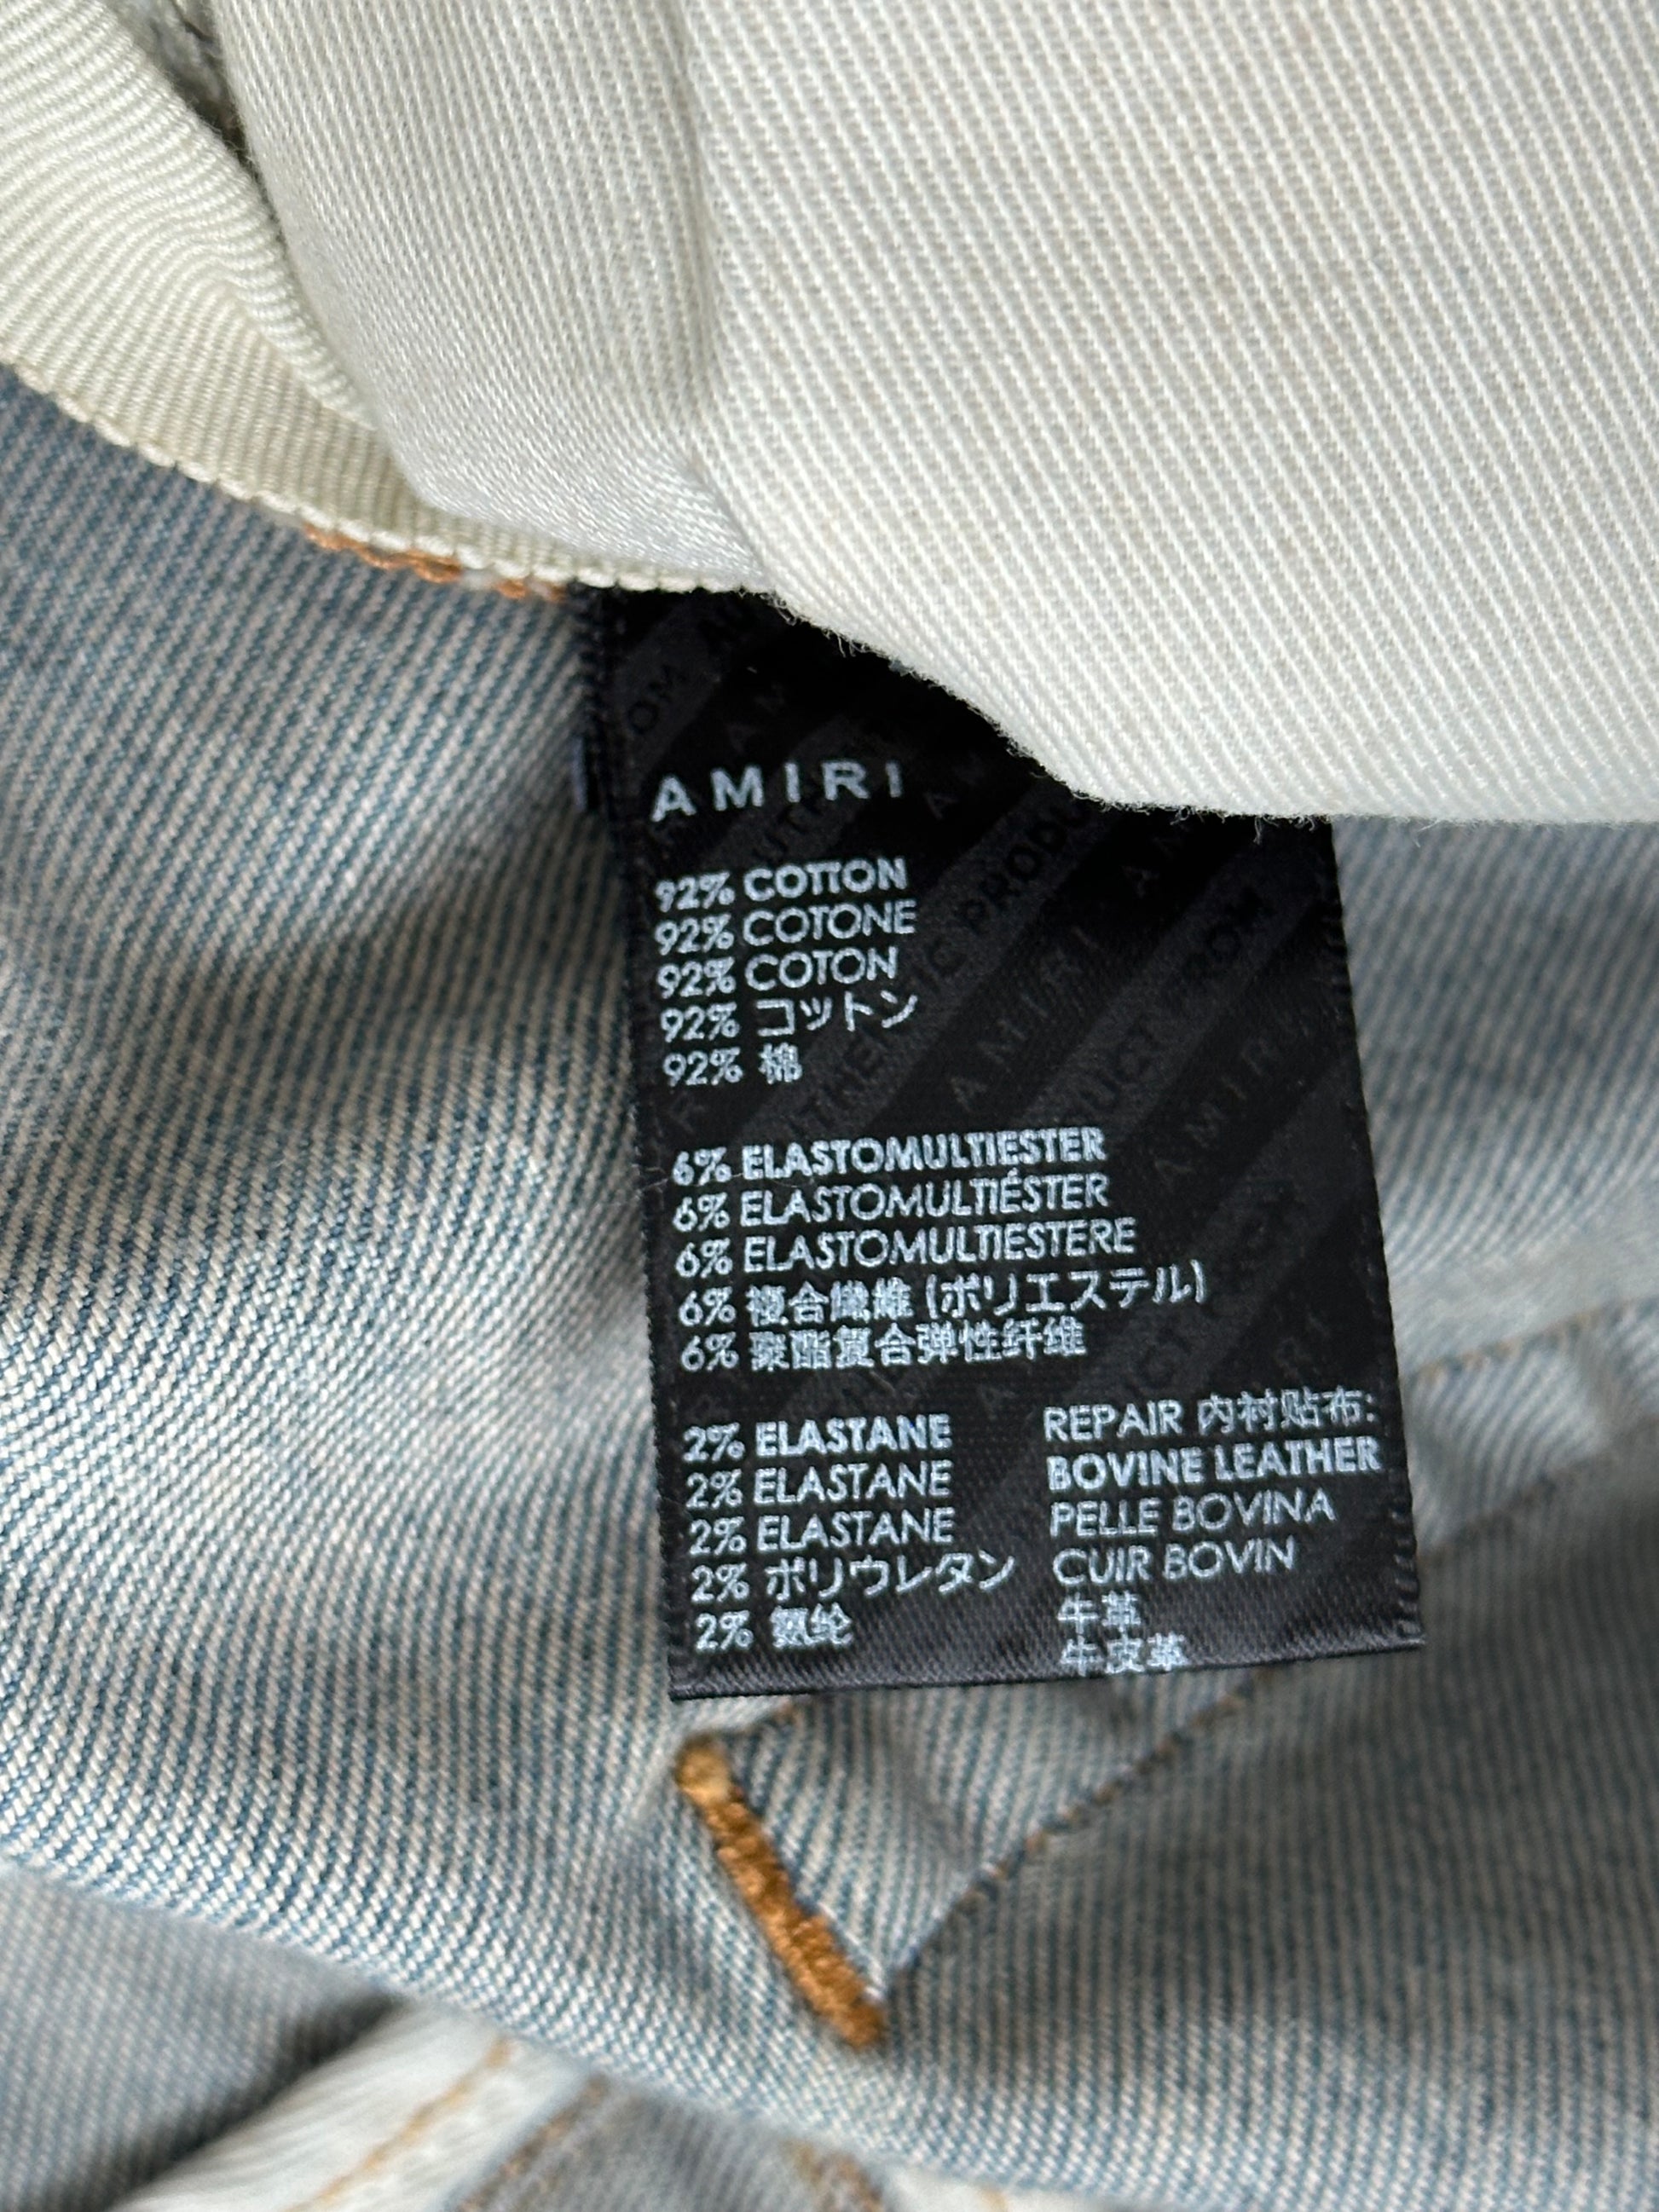 AMIRI
92% COTTON
92% COTONE
92% COTON
92% コットン
92% 棉
6% ELASTOMULTIESTER
6% ELASTOMULTIÉSTER
6% ELASTOMULTIESTERE
6% 複合繊維 (ポリエステル)
6% 聚酯复合弹性纤维
2% ELASTANE
2% ELASTANE
2% ELASTANE
2% ポリウレタン
2% 氨纶
REPAIR 内衬贴布:
BOVINE LEATHER
PELLE BOVINA
CUIR BOVIN
牛革
牛皮革